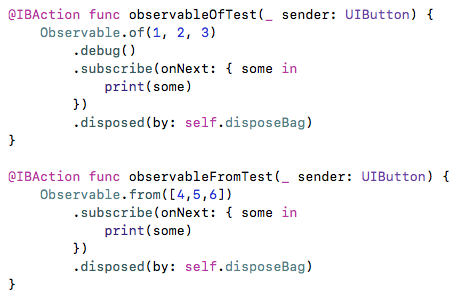 @IBAction func observableOfTest(_ sender: UIButton) {
    Observable.of(1, 2, 3)
        .debug()
        .subscribe(onNext: { some in
            print(some)
        })
        .disposed(by: self.disposeBag)
}

@IBAction func observableFromTest(_ sender: UIButton) {
    Observable.from([4,5,6])
        .subscribe(onNext: { some in
            print(some)
        })
        .disposed(by: self.disposeBag)
}